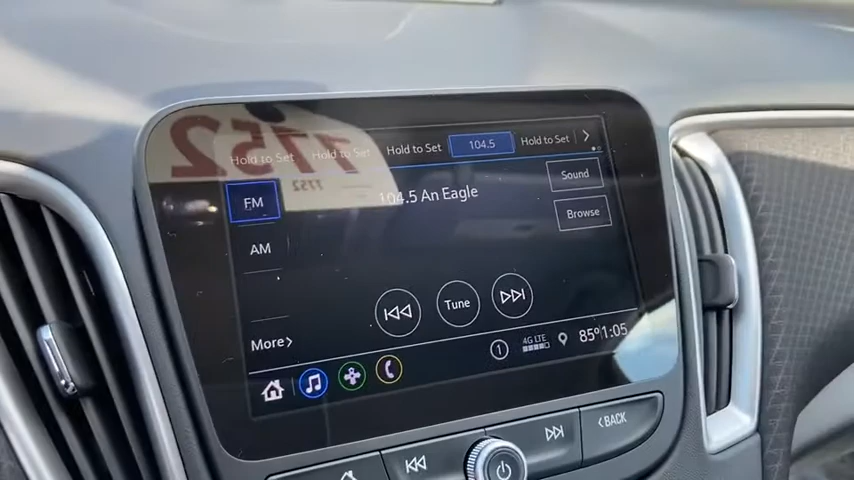 7752
Hold to Set Hold to Set Hold to Set 104.5 Hold to Set
7752
Sound
FM 104.5 An Eagle
Browse
AM
Tune
More
1 4G LTE 85° 1:05
BACK